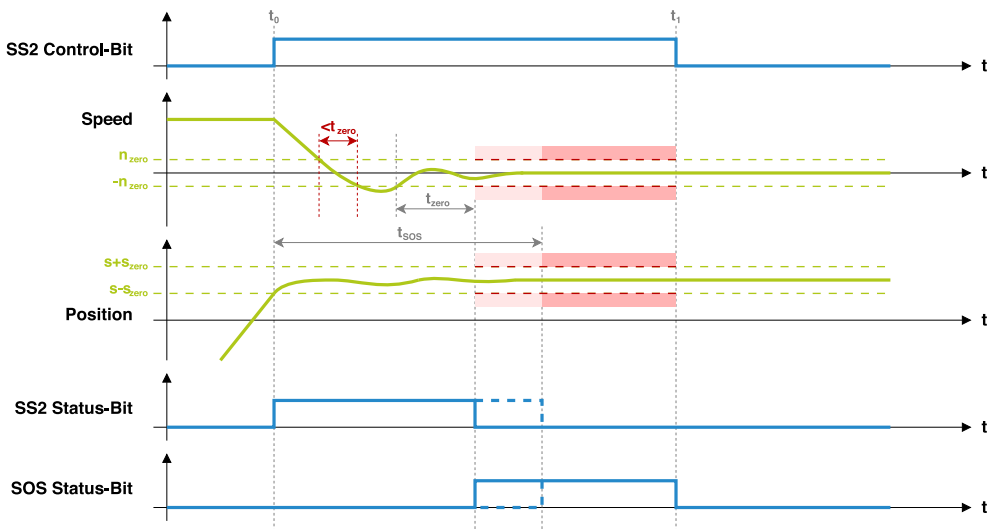 t0 t1
SS2 Control-Bit
t
Speed
<tzero
nzero
-nzero
t
tzero
tSOS
s+szero
s-szero
Position
t
SS2 Status-Bit
t
SOS Status-Bit
t